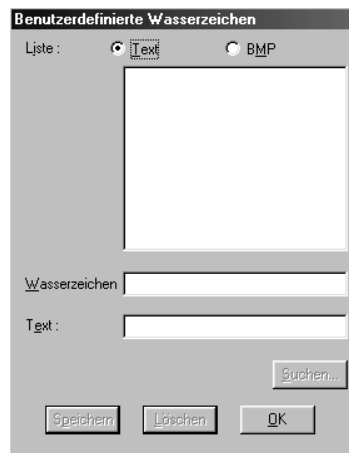 Benutzerdefinierte Wasserzeichen
Liste : Text BMP
Wasserzeichen
Text :
Suchen...
Speichern Löschen OK